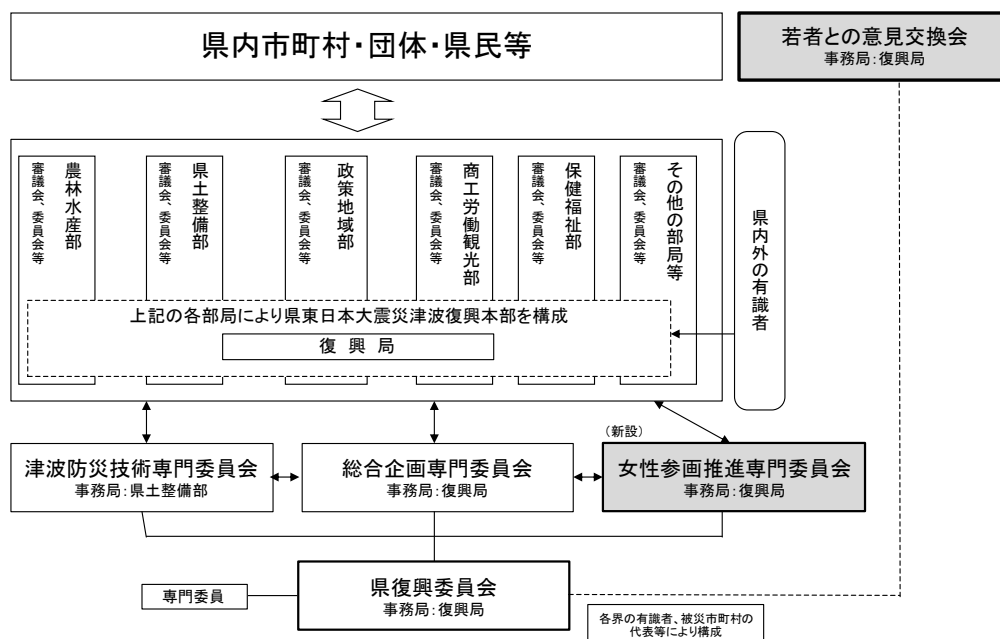 県内市町村・団体・県民等
若者との意見交換会
事務局:復興局
農林水産部
審議会、委員会等
県土整備部
審議会、委員会等
政策地域部
審議会、委員会等
商工労働観光部
審議会、委員会等
保健福祉部
審議会、委員会等
その他の部局等
審議会、委員会等
県内外の有識者
上記の各部局により県東日本大震災津波復興本部を構成
復 興 局
(新設)
津波防災技術専門委員会
事務局:県土整備部
総合企画専門委員会
事務局:復興局
女性参画推進専門委員会
事務局:復興局
専門委員
県復興委員会
事務局:復興局
各界の有識者、被災市町村の
代表等により構成